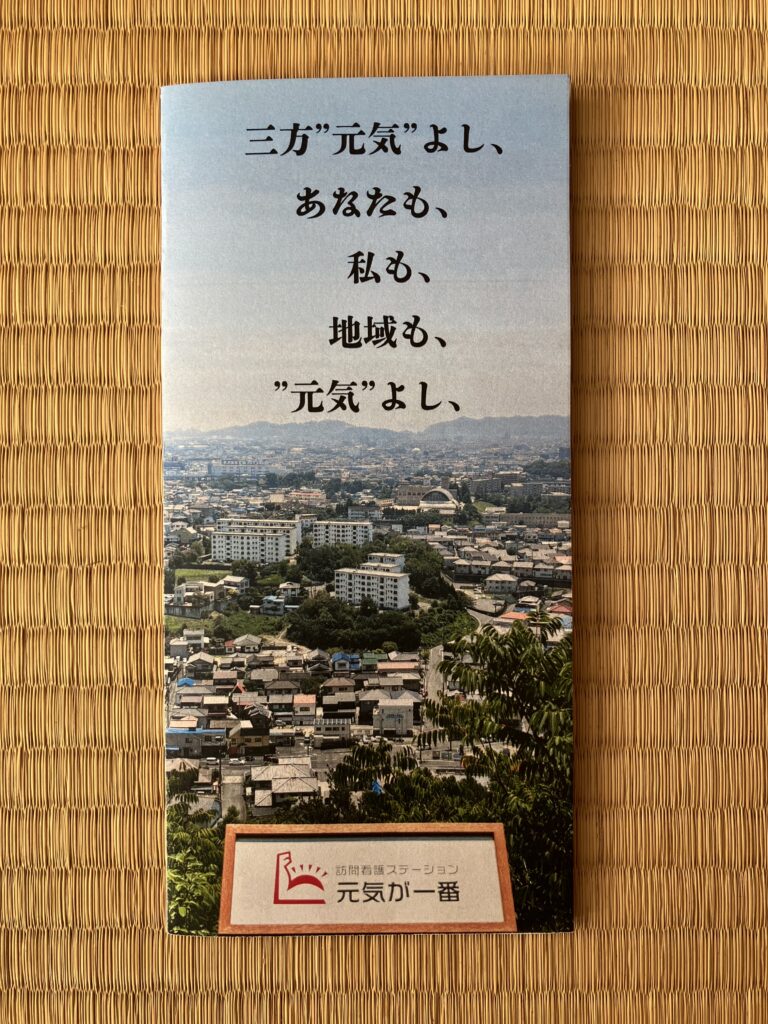 三方”元気”よし、
あなたも、
私も、
地域も、
”元気”よし、
訪問看護ステーション
元気が一番